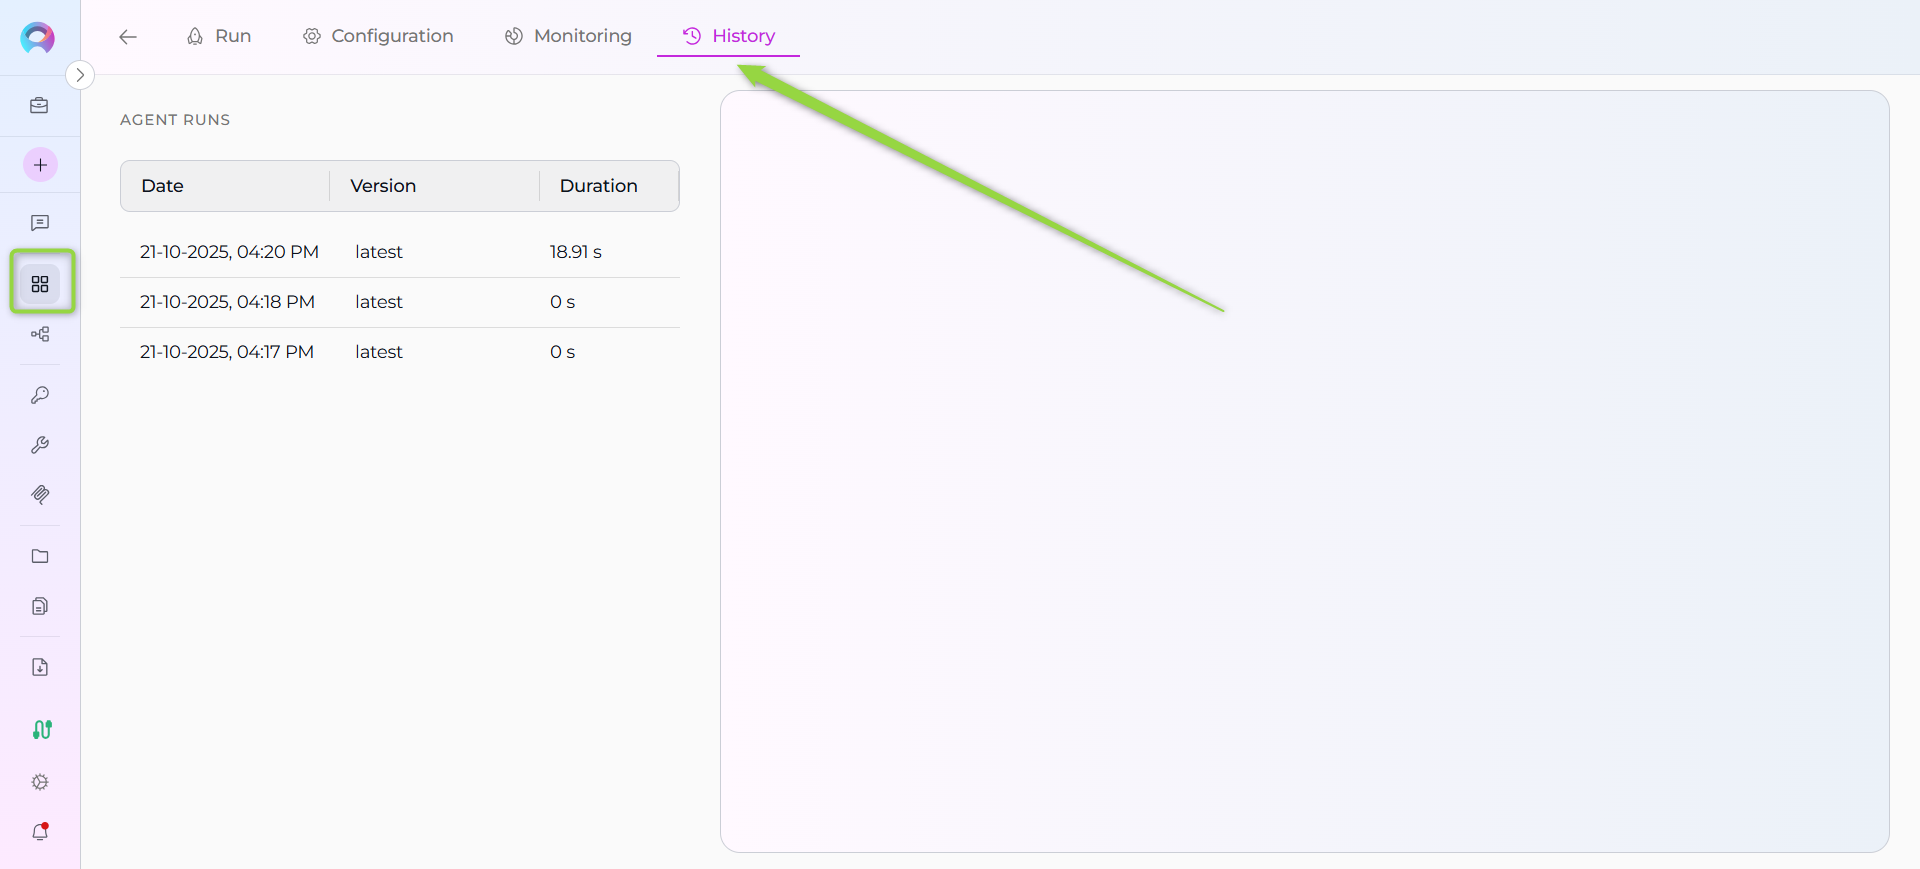 Run Configuration Monitoring History
AGENT RUNS
Date Version Duration
21-10-2025, 04:20 PM latest 18.91 s
21-10-2025, 04:18 PM latest 0 s
21-10-2025, 04:17 PM latest 0 s